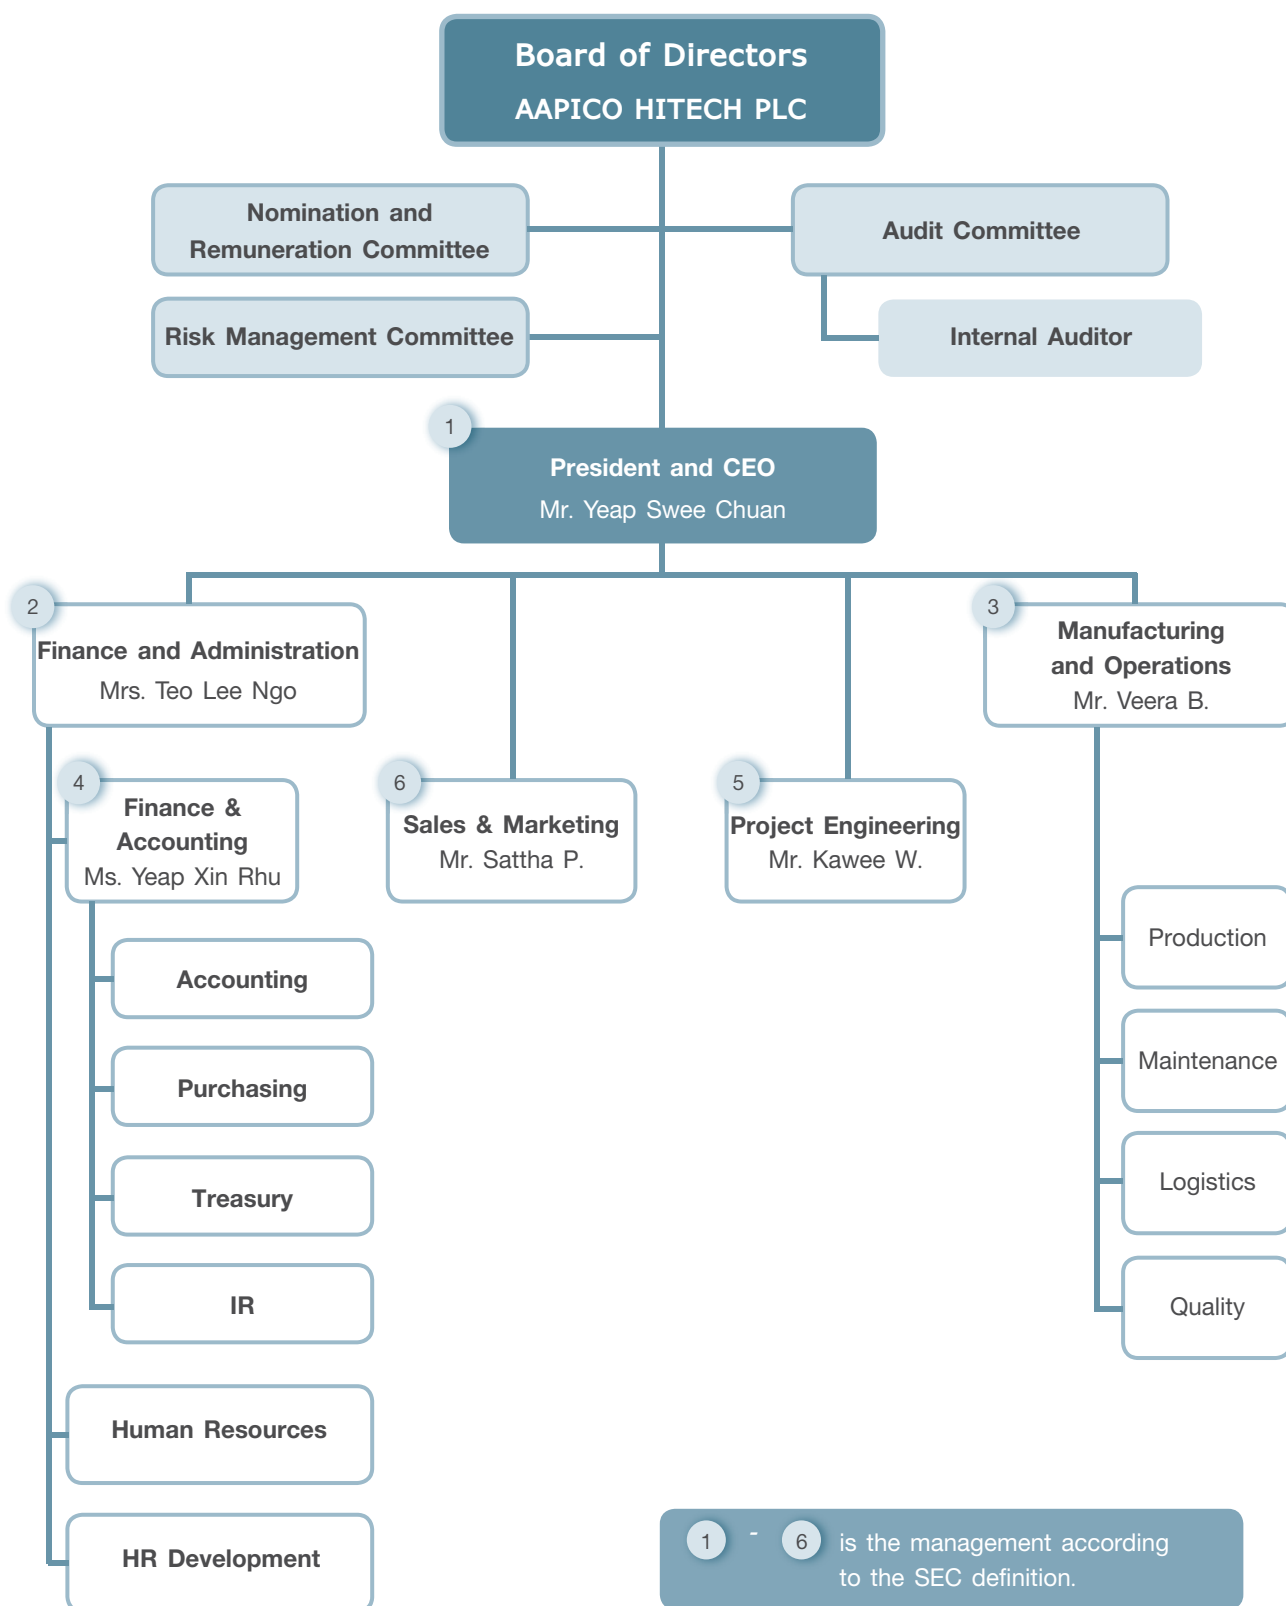 Board of Directors
AAPICO HITECH PLC
Nomination and
Remuneration Committee
Audit Committee
Risk Management Committee
Internal Auditor
1
President and CEO
Mr. Yeap Swee Chuan
2
Finance and Administration
Mrs. Teo Lee Ngo
3
Manufacturing
and Operations
Mr. Veera B.
4
Finance &
Accounting
Ms. Yeap Xin Rhu
6
Sales & Marketing
Mr. Sattha P.
5
Project Engineering
Mr. Kawee W.
Accounting
Purchasing
Treasury
IR
Human Resources
HR Development
Production
Maintenance
Logistics
Quality
1 - 6 is the management according
to the SEC definition.